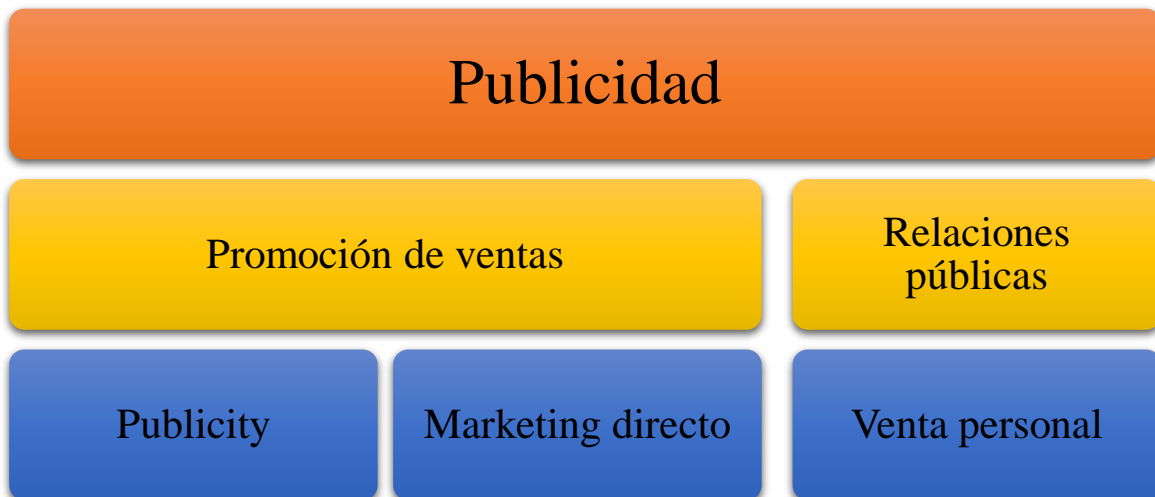 Publicidad
Promoción de ventas
Relaciones
públicas
Publicity
Marketing directo
Venta personal